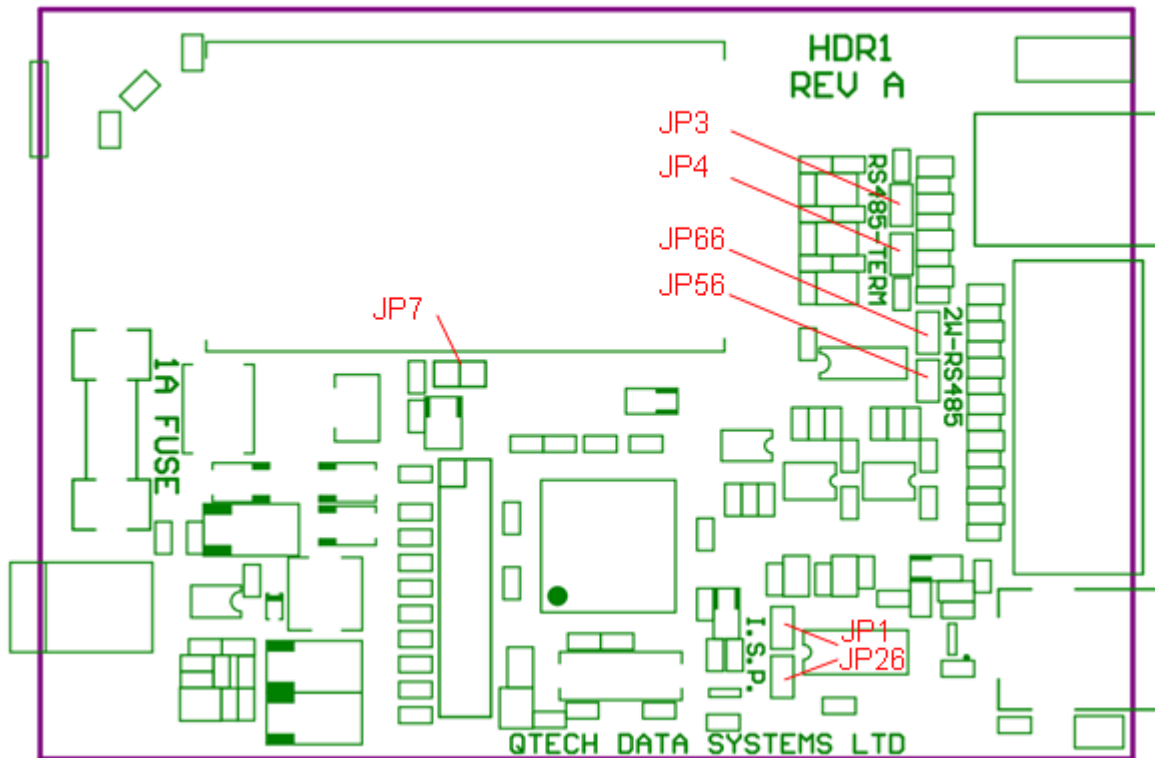 HDR1
REV A
JP3
JP4
JP66
JP56
JP7
RS485-TERM
2W-RS485
1A FUSE
I.S.P.
JP1
JP26
QTECH DATA SYSTEMS LTD